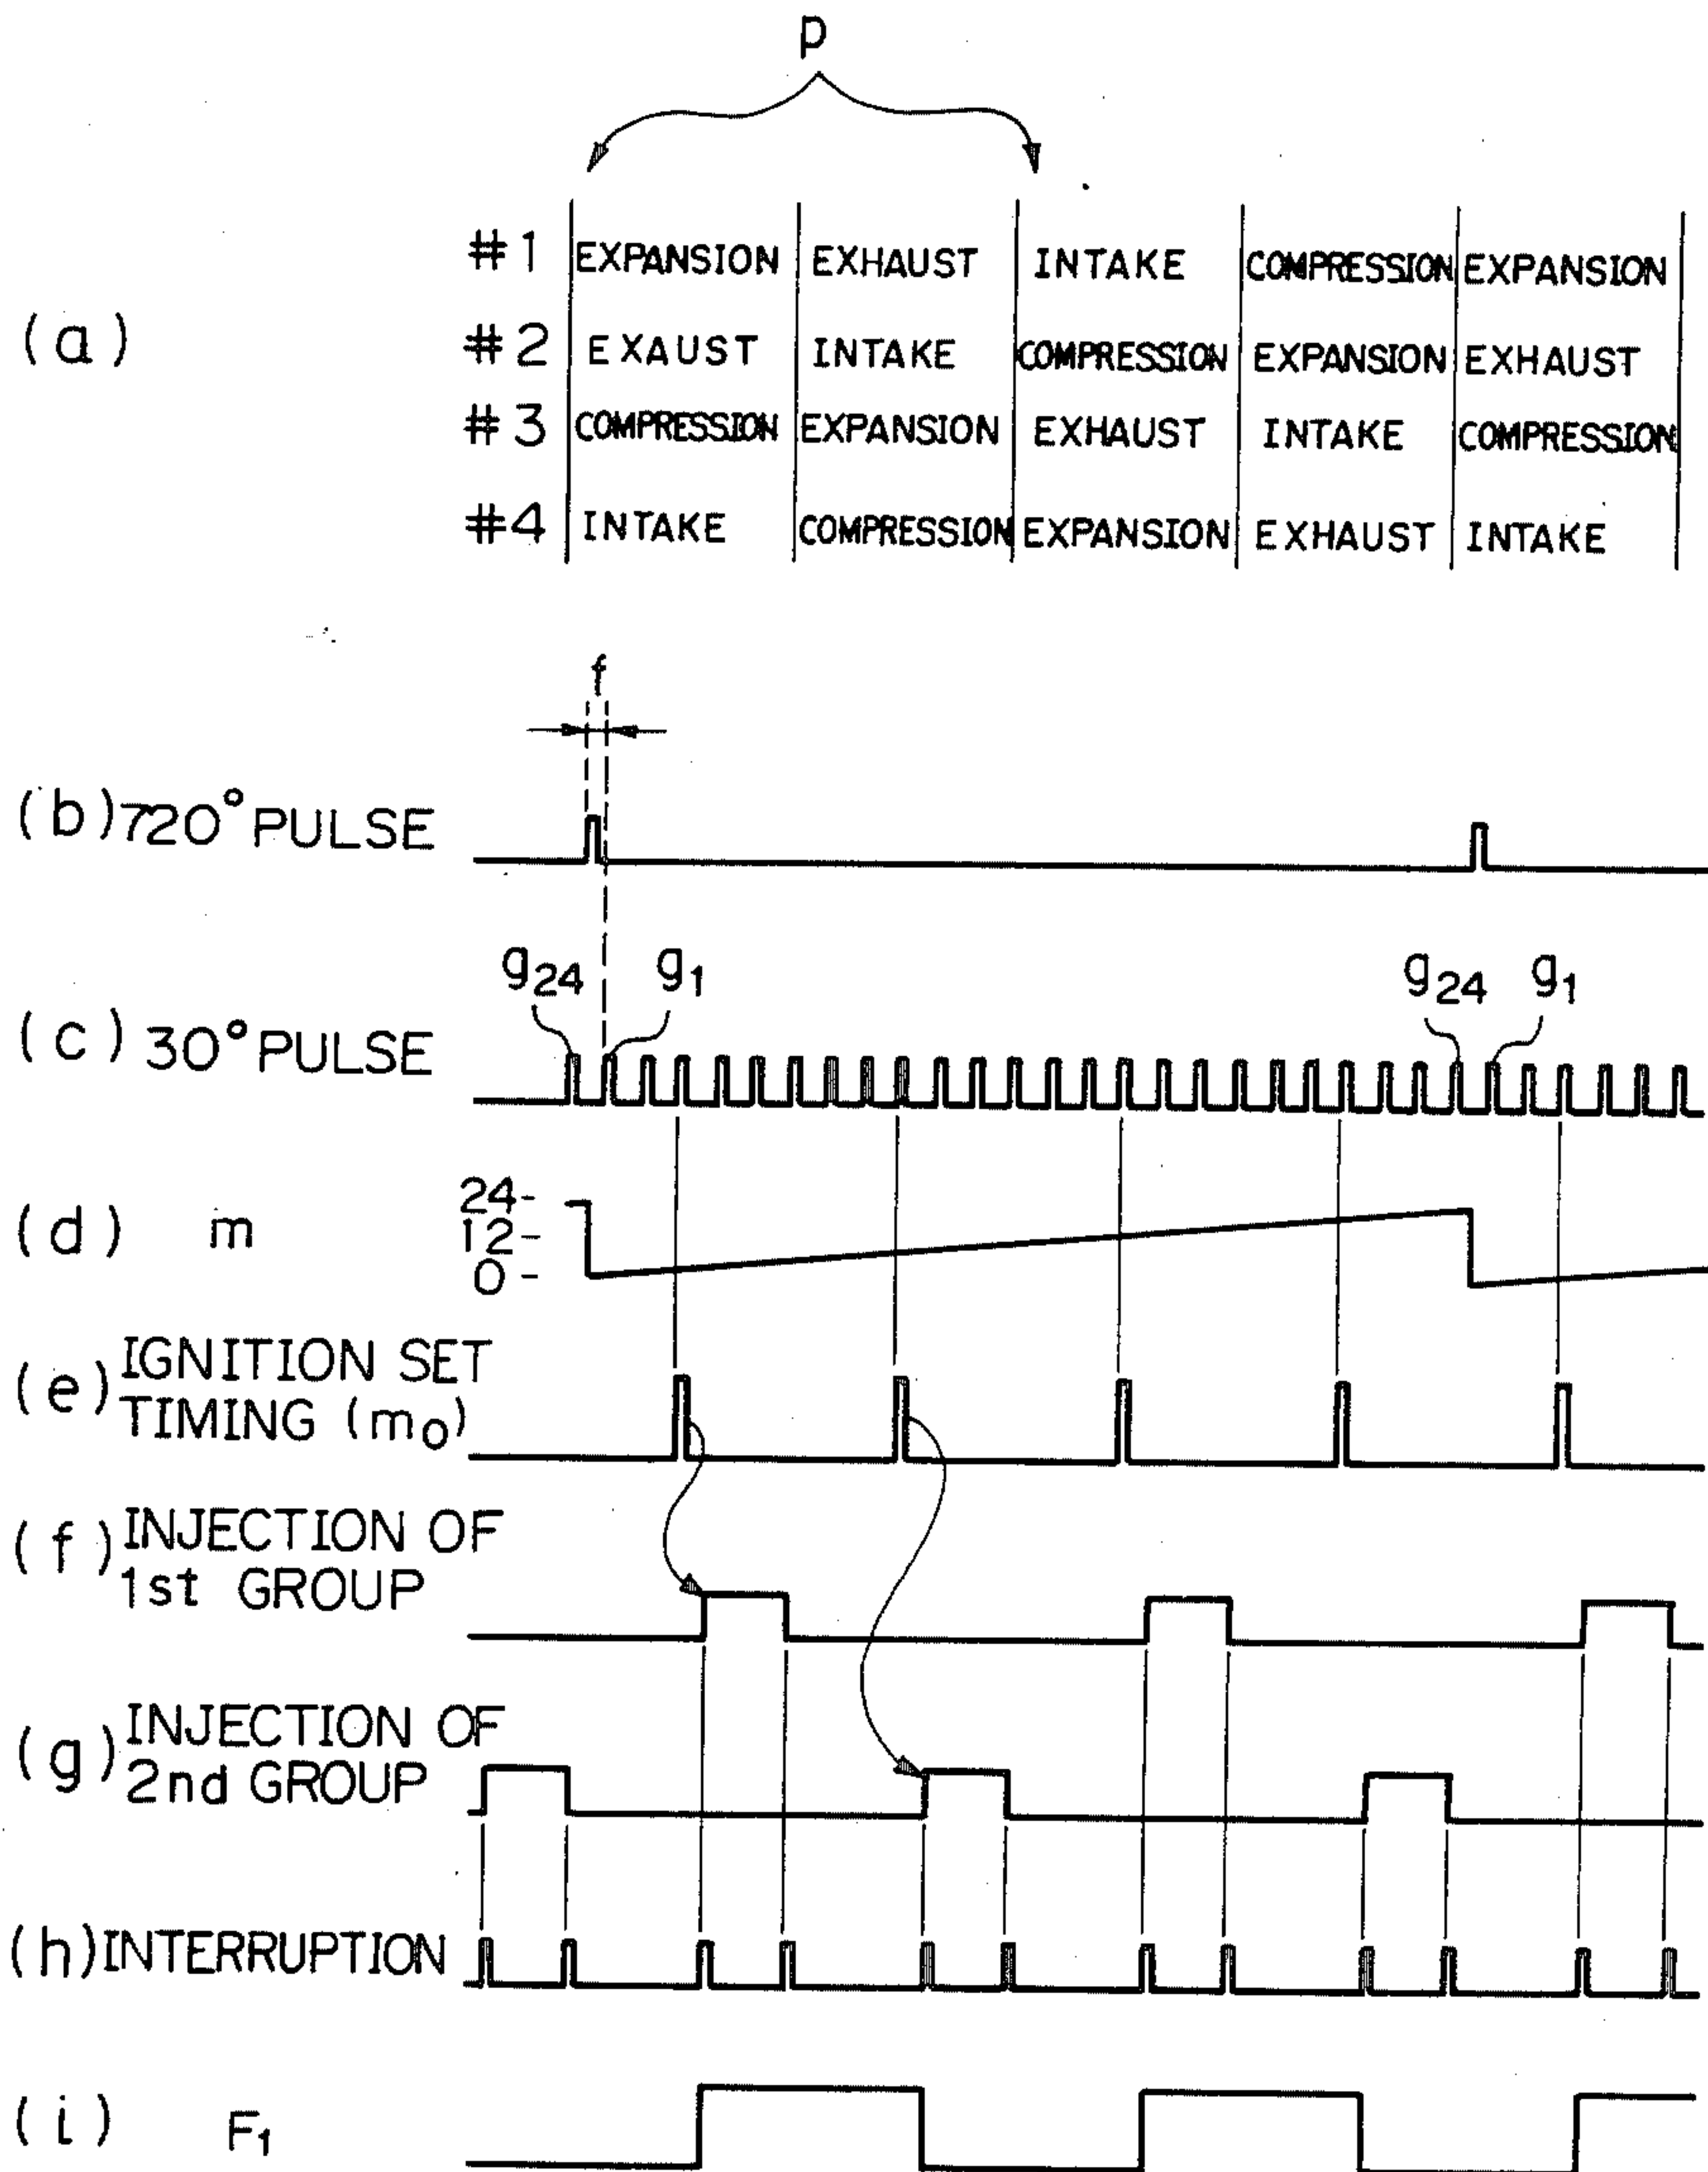 p
#1 EXPANSION EXHAUST INTAKE COMPRESSION EXPANSION
(a)
#2 EXAUST INTAKE COMPRESSION EXPANSION EXHAUST
#3 COMPRESSION EXPANSION EXHAUST INTAKE COMPRESSION
#4 INTAKE COMPRESSION EXPANSION EXHAUST INTAKE
f
(b) 720° PULSE
g24 g1 g24 g1
(c) 30° PULSE
24-
(d) m 12-
0-
(e) IGNITION SET
TIMING (mo)
(f) INJECTION OF
1st GROUP
(g) INJECTION OF
2nd GROUP
(h) INTERRUPTION
(i) F1